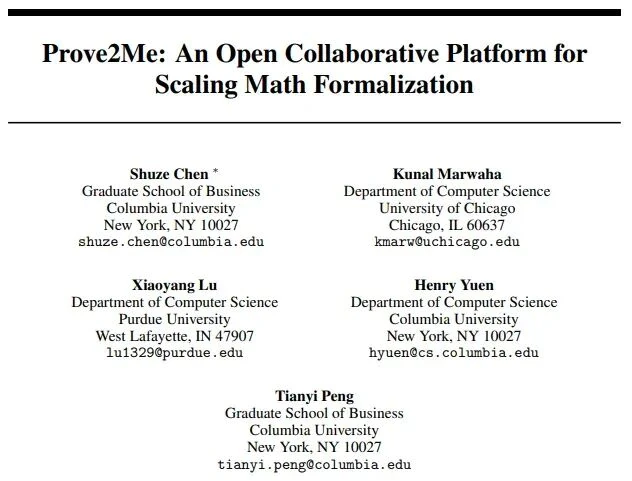 Prove2Me: An Open Collaborative Platform for
Scaling Math Formalization
Shuze Chen *
Graduate School of Business
Columbia University
New York, NY 10027
shuze.chen@columbia.edu
Kunal Marwaha
Department of Computer Science
University of Chicago
Chicago, IL 60637
kmarw@uchicago.edu
Xiaoyang Lu
Department of Computer Science
Purdue University
West Lafayette, IN 47907
lu1329@purdue.edu
Henry Yuen
Department of Computer Science
Columbia University
New York, NY 10027
hyuen@cs.columbia.edu
Tianyi Peng
Graduate School of Business
Columbia University
New York, NY 10027
tianyi.peng@columbia.edu